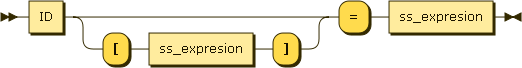 ID = ss_expresion
[ ss_expresion ]